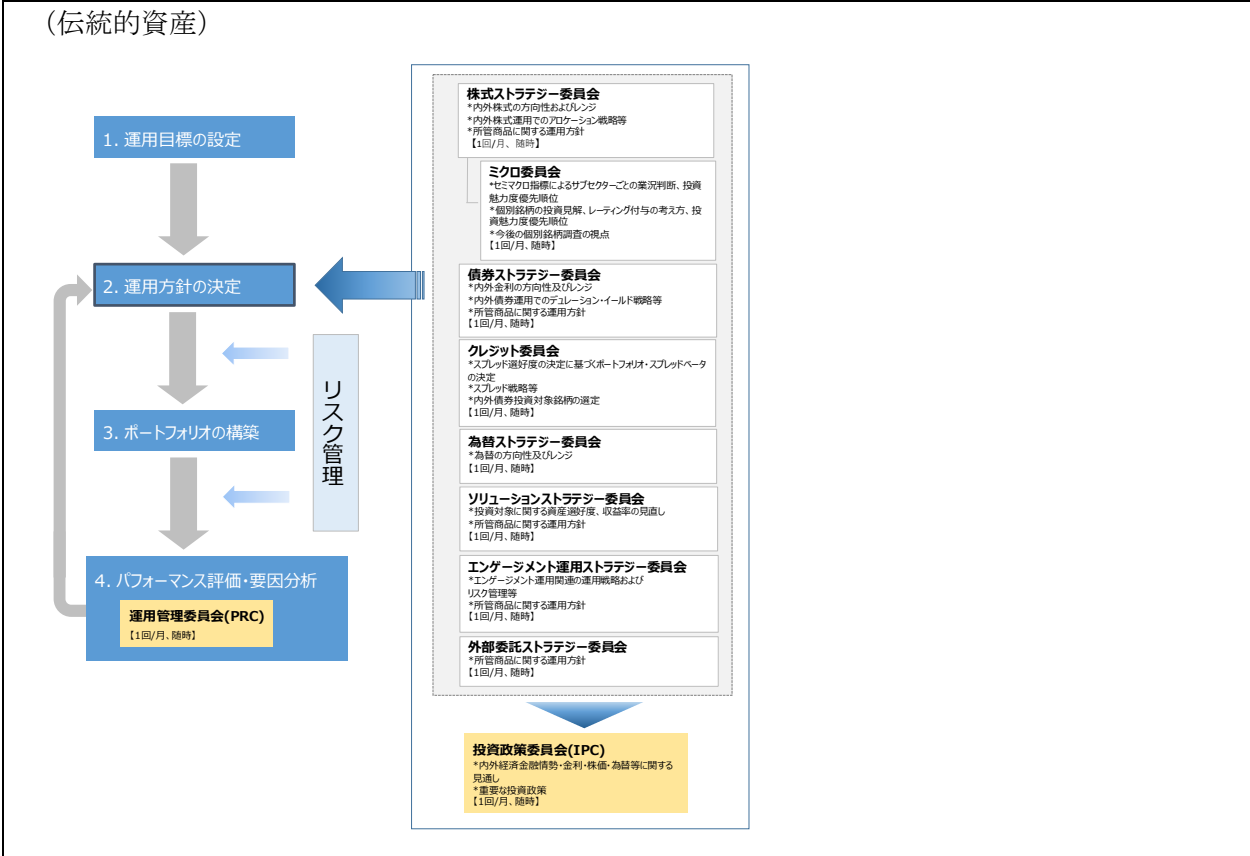 （伝統的資産）
1. 運用目標の設定
2. 運用方針の決定
リスク管理
3. ポートフォリオの構築
4. パフォーマンス評価・要因分析
運用管理委員会(PRC)
【1回/月、随時】
株式ストラテジー委員会
*内外株式の方向性およびレンジ
*内外株式運用でのアロケーション戦略等
*所管商品に関する運用方針
【1回/月、 随時】
ミクロ委員会
*セミマクロ指標によるサブセクターごとの業況判断、投資
魅力度優先順位
*個別銘柄の投資見解、レーティング付与の考え方、投
資魅力度優先順位
*今後の個別銘柄調査の視点
【1回/月、随時】
債券ストラテジー委員会
*内外金利の方向性及びレンジ
*内外債券運用でのデュレーション・イールド戦略等
*所管商品に関する運用方針
【1回/月、随時】
クレジット委員会
*スプレッド選好度の決定に基づくポートフォリオ・スプレッドベータ
の決定
*スプレッド戦略等
*内外債券投資対象銘柄の選定
【1回/月、随時】
為替ストラテジー委員会
*為替の方向性及びレンジ
【1回/月、随時】
ソリューションストラテジー委員会
*投資対象に関する資産選好度、収益率の見直し
*所管商品に関する運用方針
【1回/月、随時】
エンゲージメント運用ストラテジー委員会
*エンゲージメント運用関連の運用戦略および
リスク管理等
*所管商品に関する運用方針
【1回/月、随時】
外部委託ストラテジー委員会
*所管商品に関する運用方針
【1回/月、随時】
投資政策委員会(IPC)
*内外経済金融情勢・金利・株価・為替等に関する
見通し
*重要な投資政策
【1回/月、随時】